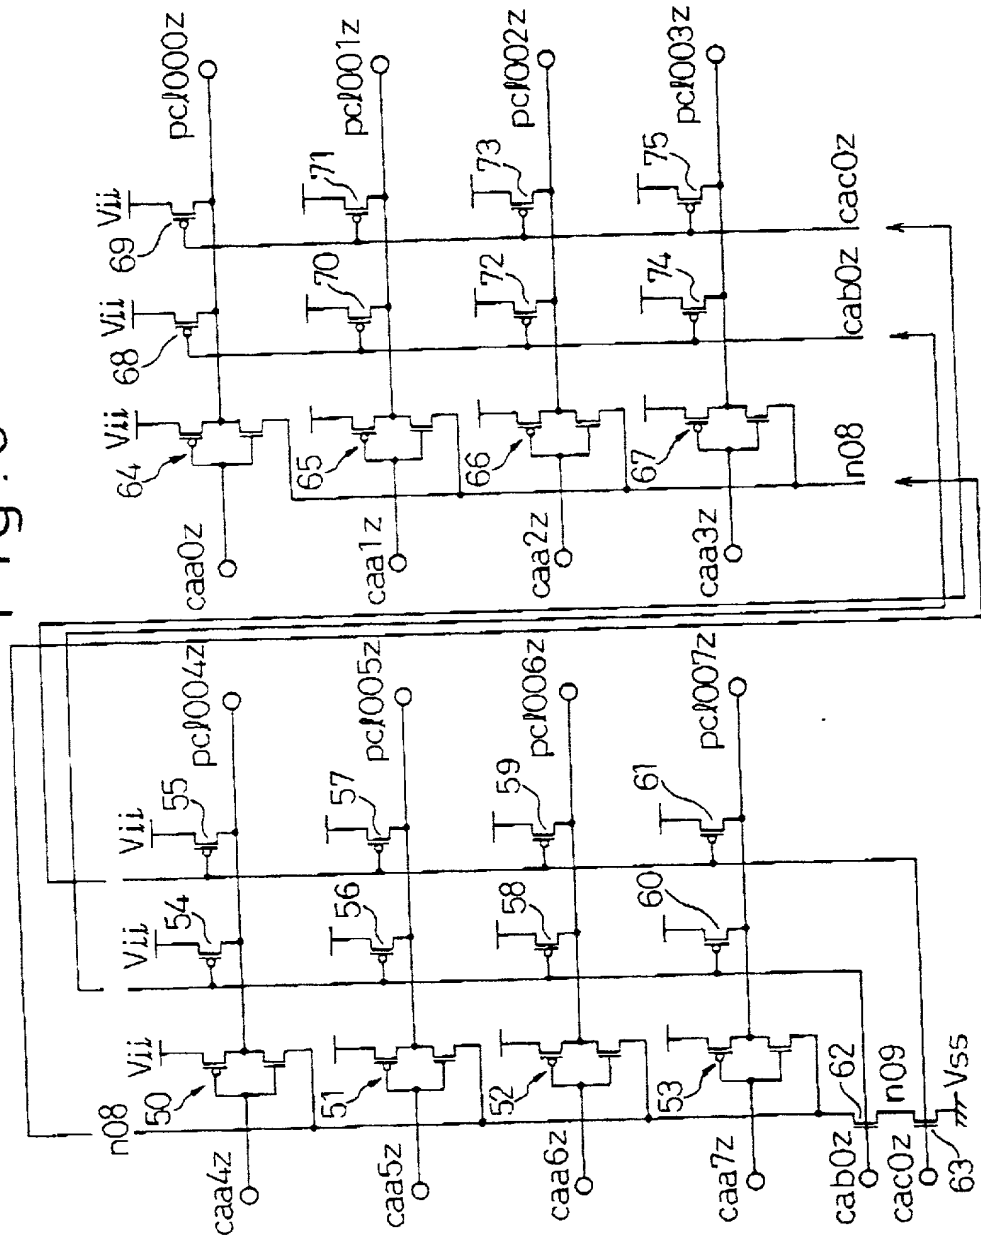 Vii
Vii
Vii
pcl000z
64
68
69
caa0z
pcl001z
65
70
71
caa1z
pcl002z
66
72
73
caa2z
pcl003z
67
74
75
caa3z
n08
cab0z
cac0z
n08
Vii
Vii
Vii
pcl004z
50
54
55
caa4z
pcl005z
51
56
57
caa5z
pcl006z
52
58
59
caa6z
pcl007z
53
60
61
caa7z
cab0z
62
n09
cac0z
63
Vss